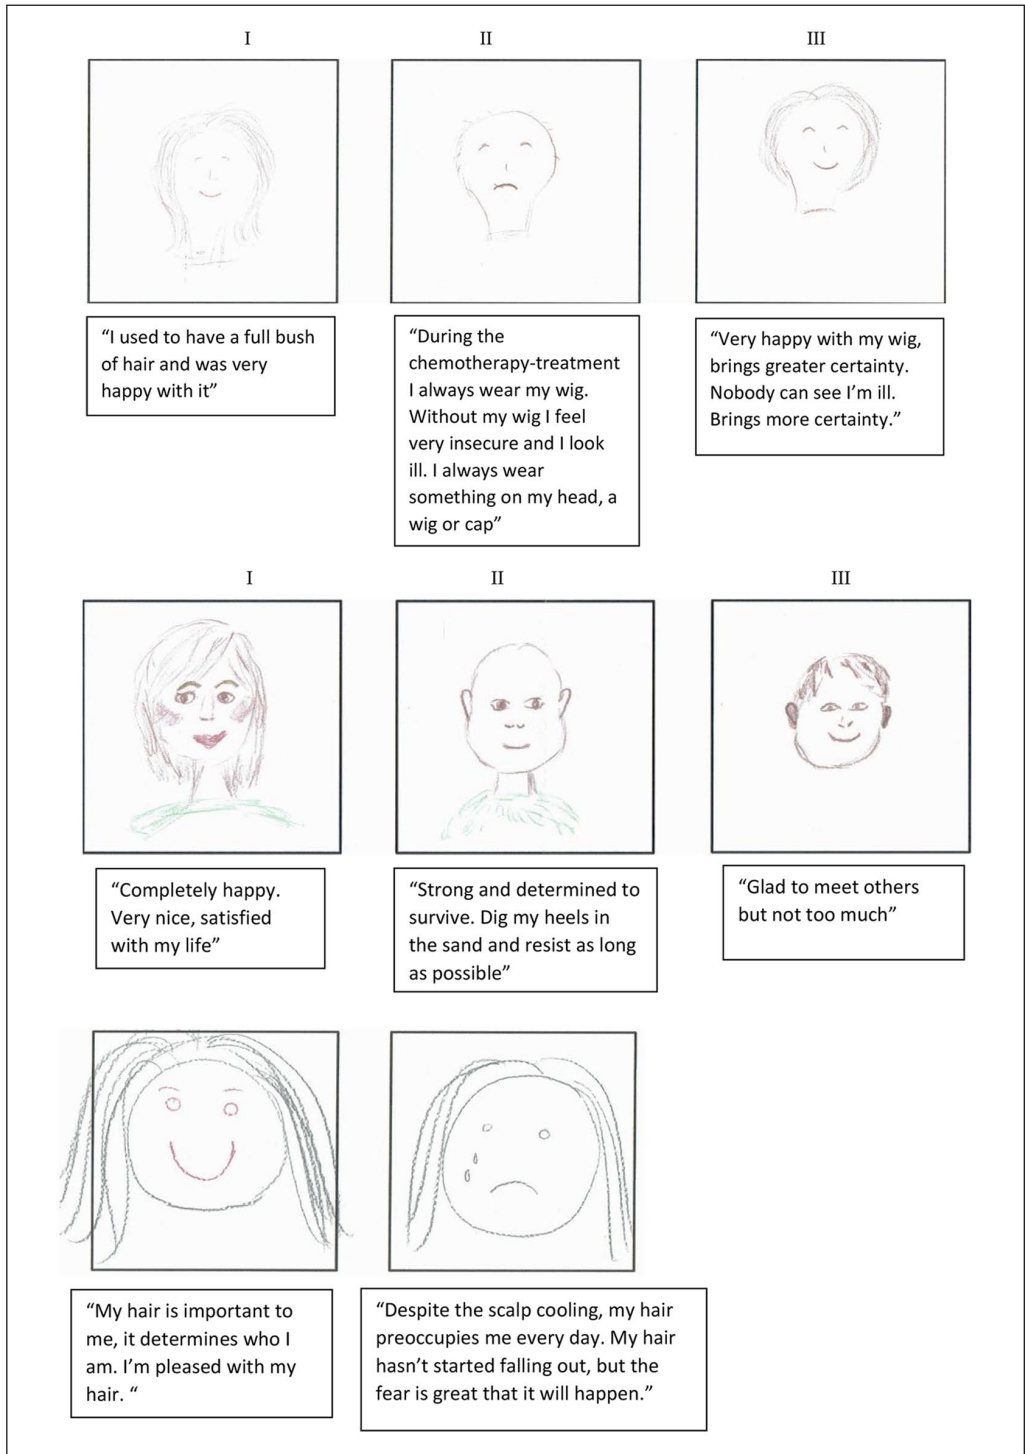 I
II
III
“I used to have a full bush
of hair and was very
happy with it”
“During the
chemotherapy-treatment
I always wear my wig.
Without my wig I feel
very insecure and I look
ill. I always wear
something on my head, a
wig or cap”
“Very happy with my wig,
brings greater certainty.
Nobody can see I’m ill.
Brings more certainty.”
I
II
III
“Completely happy.
Very nice, satisfied
with my life”
“Strong and determined to
survive. Dig my heels in
the sand and resist as long
as possible”
“Glad to meet others
but not too much”
“My hair is important to
me, it determines who I
am. I’m pleased with my
hair. “
“Despite the scalp cooling, my hair
preoccupies me every day. My hair
hasn’t started falling out, but the
fear is great that it will happen.”